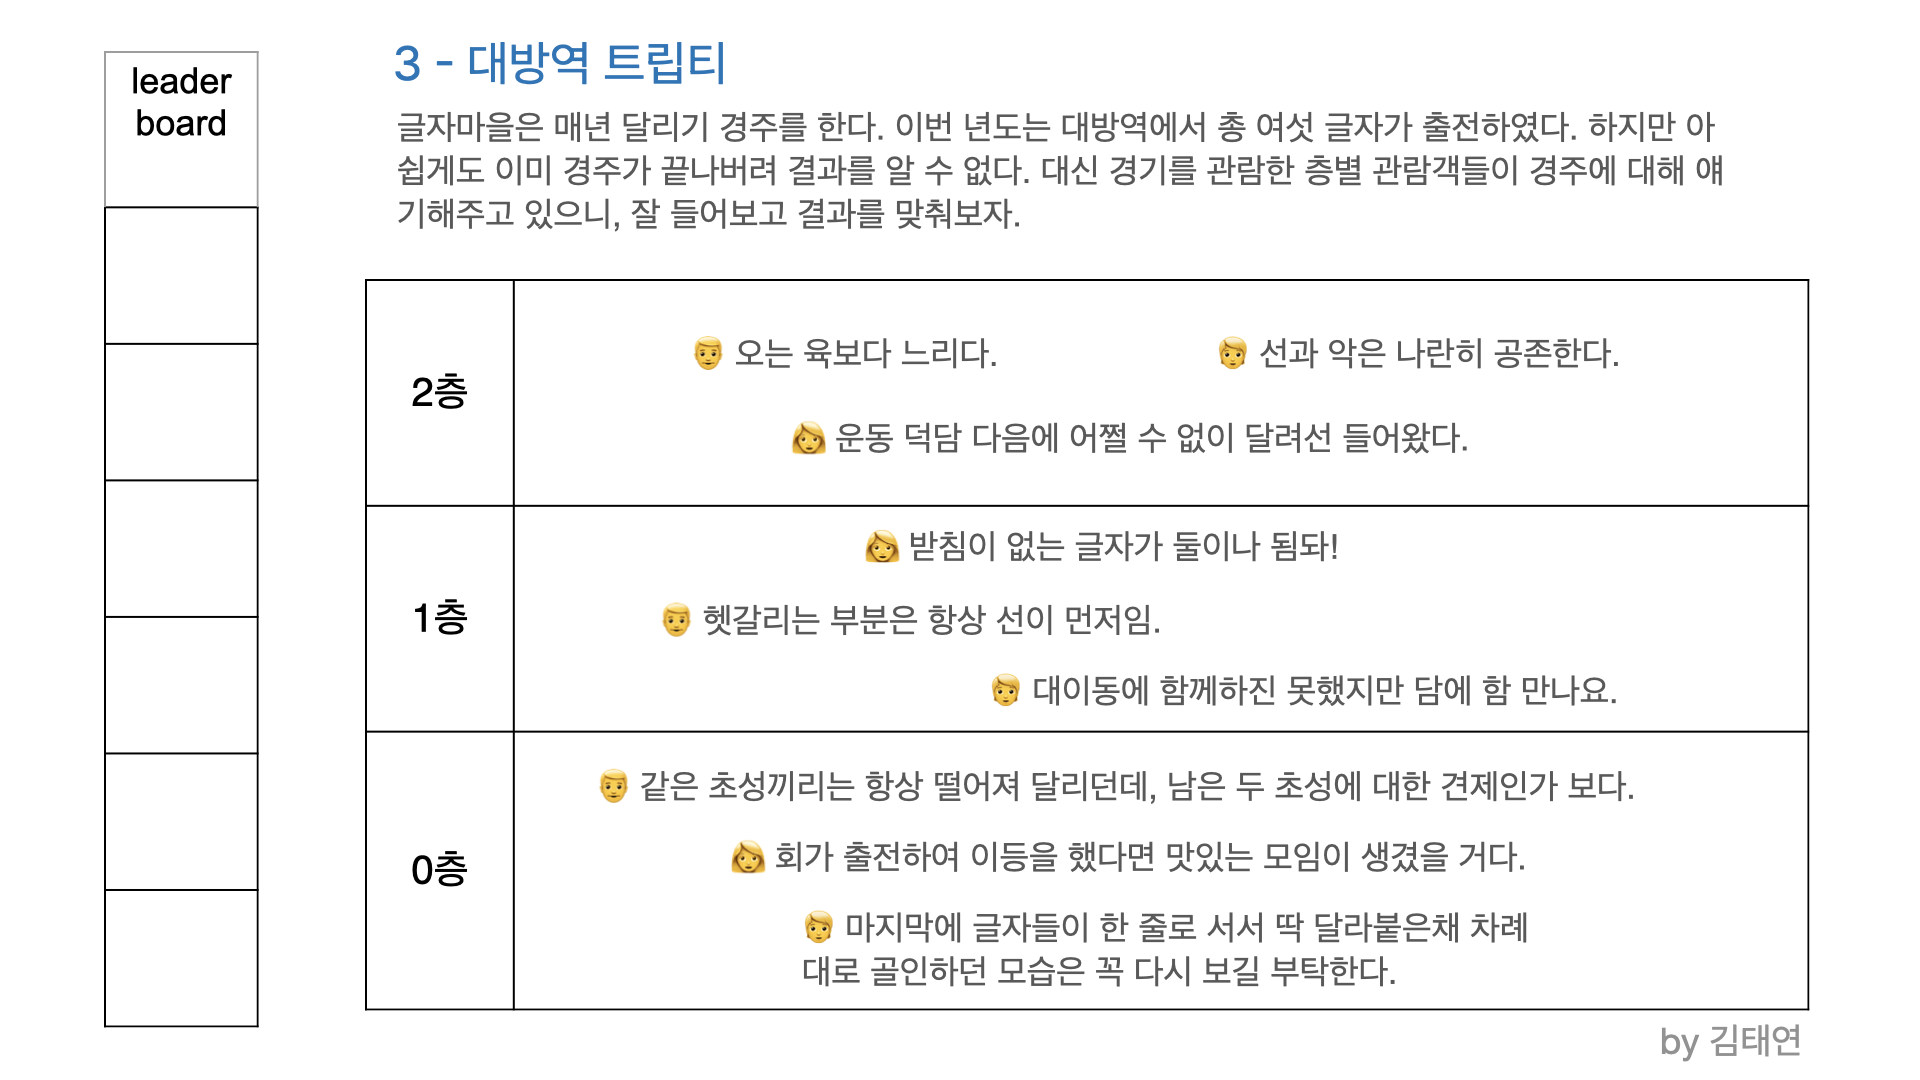 leader
board
3 - 대방역 트립티
글자마을은 매년 달리기 경주를 한다. 이번 년도는 대방역에서 총 여섯 글자가 출전하였다. 하지만 아
쉽게도 이미 경주가 끝나버려 결과를 알 수 없다. 대신 경기를 관람한 층별 관람객들이 경주에 대해 얘
기해주고 있으니, 잘 들어보고 결과를 맞춰보자.
2층
👨 오는 육보다 느리다.
🧑 선과 악은 나란히 공존한다.
👩 운동 덕담 다음에 어쩔 수 없이 달려선 들어왔다.
1층
👩 받침이 없는 글자가 둘이나 됨돠!
👨 헷갈리는 부분은 항상 선이 먼저임.
🧑 대이동에 함께하진 못했지만 담에 함 만나요.
0층
👨 같은 초성끼리는 항상 떨어져 달리던데, 남은 두 초성에 대한 견제인가 보다.
👩 회가 출전하여 이등을 했다면 맛있는 모임이 생겼을 거다.
🧑 마지막에 글자들이 한 줄로 서서 딱 달라붙은채 차례
대로 골인하던 모습은 꼭 다시 보길 부탁한다.
by 김태연